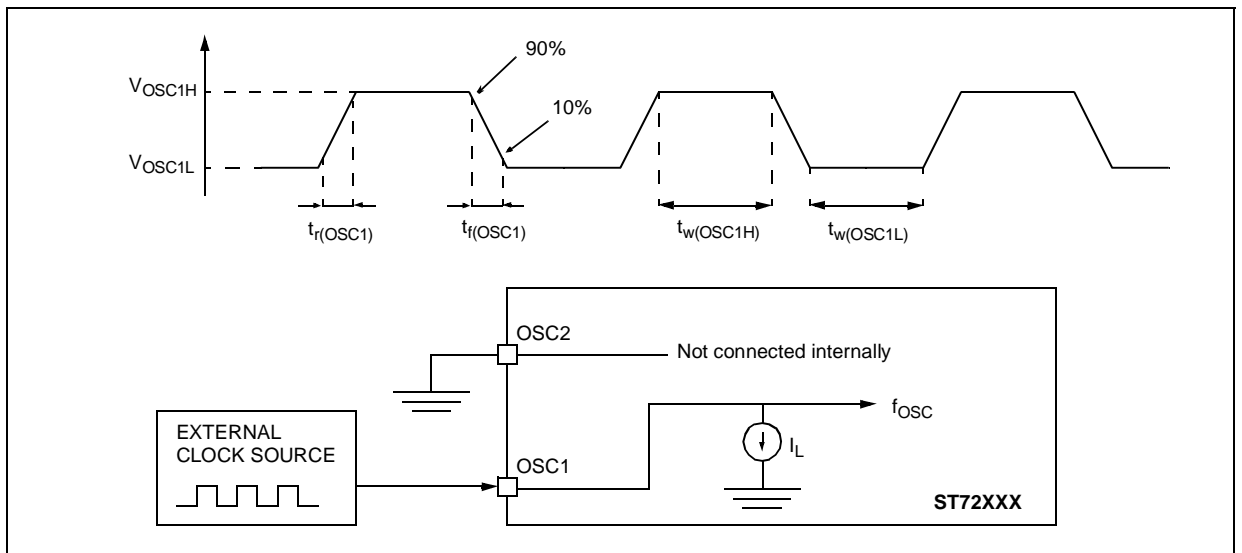 90%
VOSC1H
10%
VOSC1L
tr(OSC1)
tf(OSC1)
tw(OSC1H)
tw(OSC1L)
OSC2
Not connected internally
fOSC
EXTERNAL
CLOCK SOURCE
IL
OSC1
ST72XXX